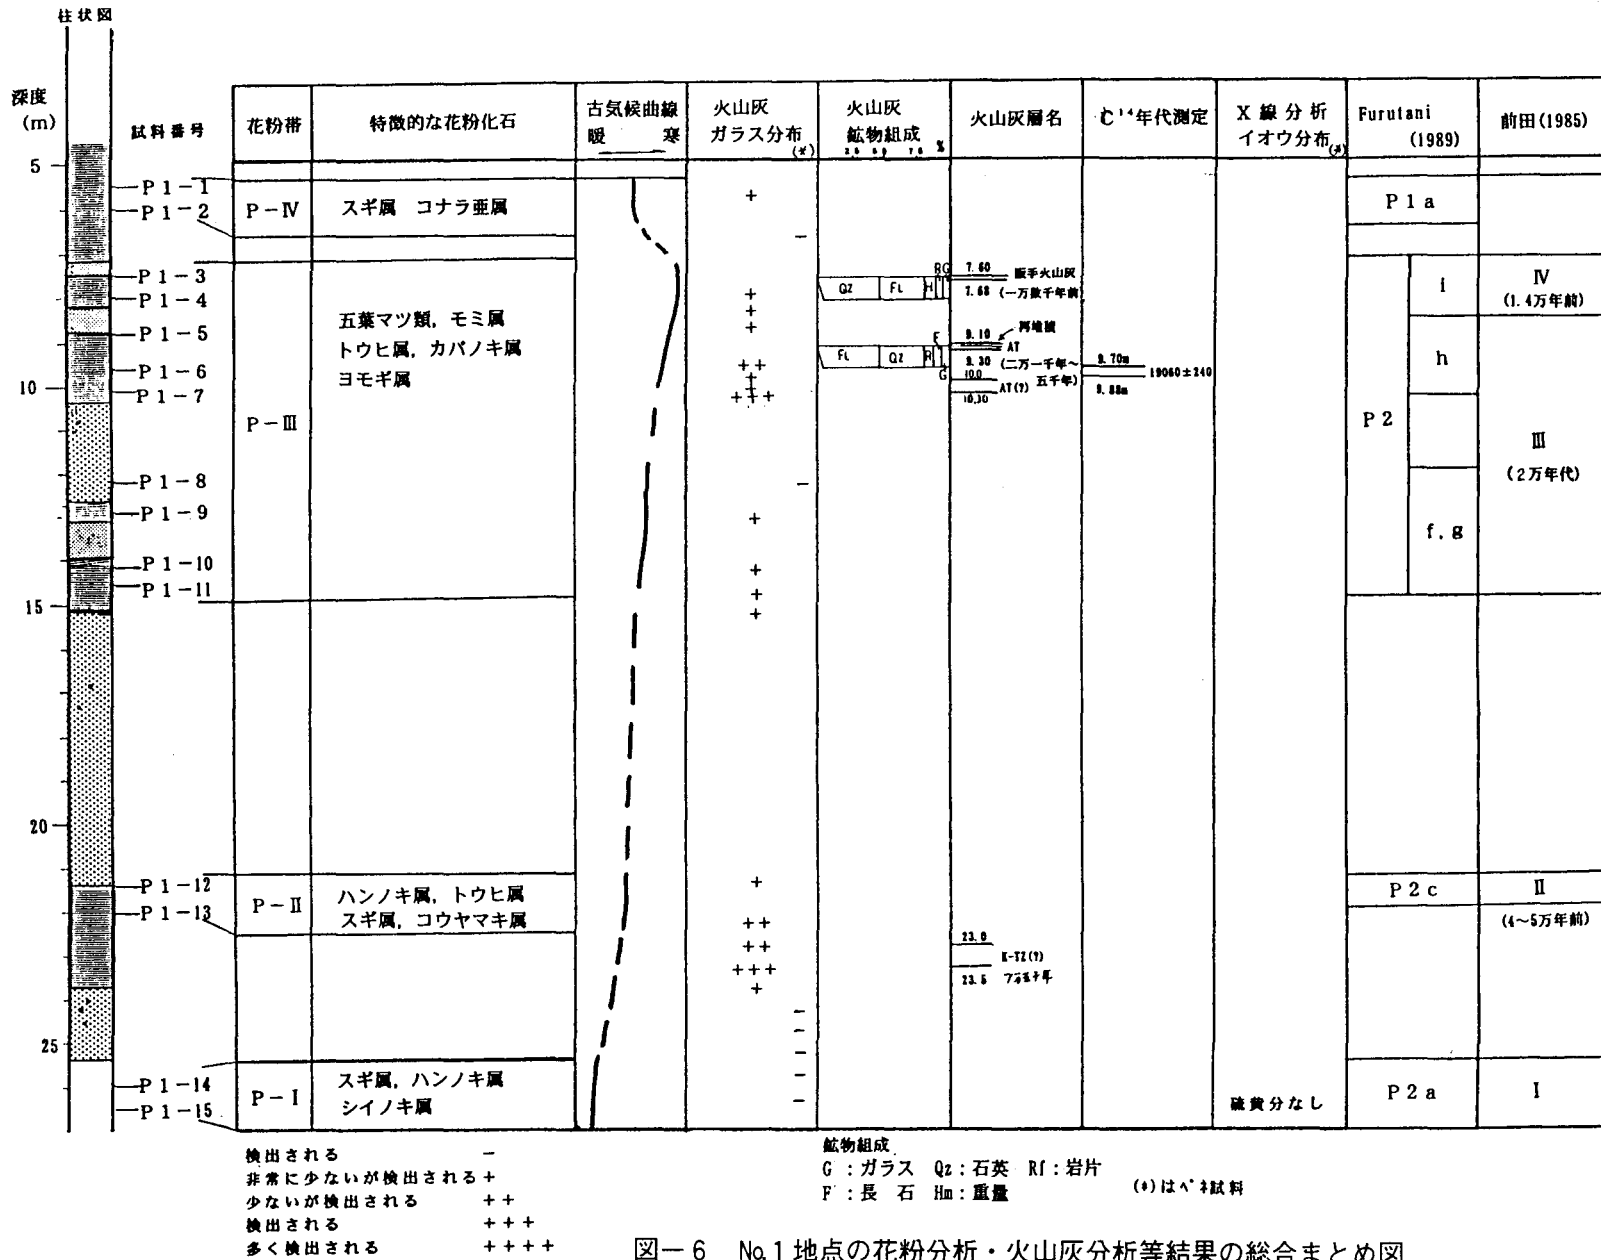 柱状図
深度
(m)
試料番号
花粉帯
特徴的な花粉化石
古気候曲線
暖 寒
火山灰
ガラス分布
(*)
火山灰
鉱物組成
%
火山灰層名
C¹⁴年代測定
X線分析
イオウ分布(*)
Furutani
(1989)
前田(1985)
5
10
15
20
25
P1-1
P1-2
P1-3
P1-4
P1-5
P1-6
P1-7
P1-8
P1-9
P1-10
P1-11
P1-12
P1-13
P1-14
P1-15
P-Ⅳ
スギ属 コナラ亜属
P-Ⅲ
五葉マツ類,モミ属
トウヒ属,カバノキ属
ヨモギ属
P-Ⅱ
ハンノキ属,トウヒ属
スギ属,コウヤマキ属
P-Ⅰ
スギ属,ハンノキ属
シイノキ属
+
-
+
+
+
++
+
+
+++
-
+
+
+
+
+
++
++
+++
+
-
-
-
-
-
RG
Qz FL H
F
FL Qz R
G
7.60
阪手火山灰
7.68 (一万数千年前
9.10 再堆積
AT
9.30 (二万一千年~
五千年)
10.0
AT(?)
10.30
23.0
K-TZ(?)
23.5
9.70m
19060±240
9.88m
硫黄分なし
P1a
P2
i
h
f,g
P2c
P2a
Ⅳ
(1.4万年前)
Ⅲ
(2万年代)
Ⅱ
(4~5万年前)
Ⅰ
検出される -
非常に少ないが検出される +
少ないが検出される ++
検出される +++
多く検出される ++++
鉱物組成
G:ガラス Qz:石英 Rf:岩片
F:長 石 Hm:重量
(*)はペネ試料
図-6 No.1地点の花粉分析・火山灰分析等結果の総合まとめ図